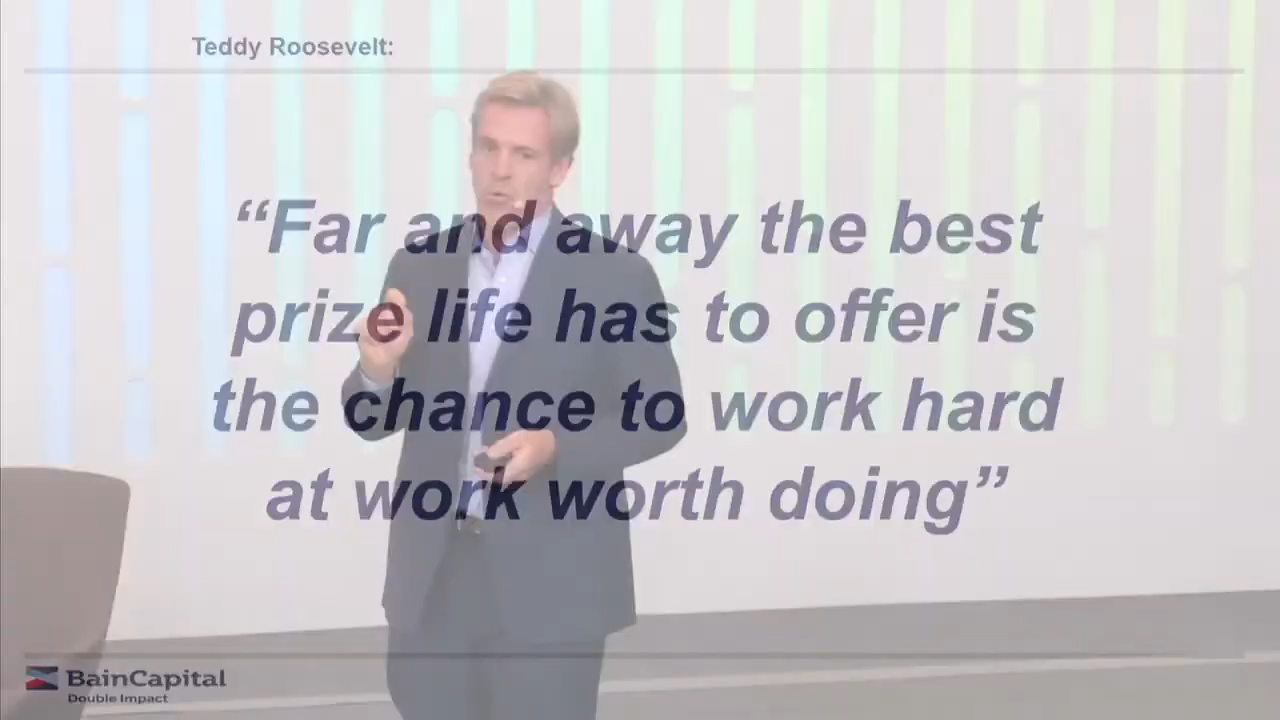 Teddy Roosevelt:
“Far and away the best
prize life has to offer is
the chance to work hard
at work worth doing”
BainCapital
Double Impact